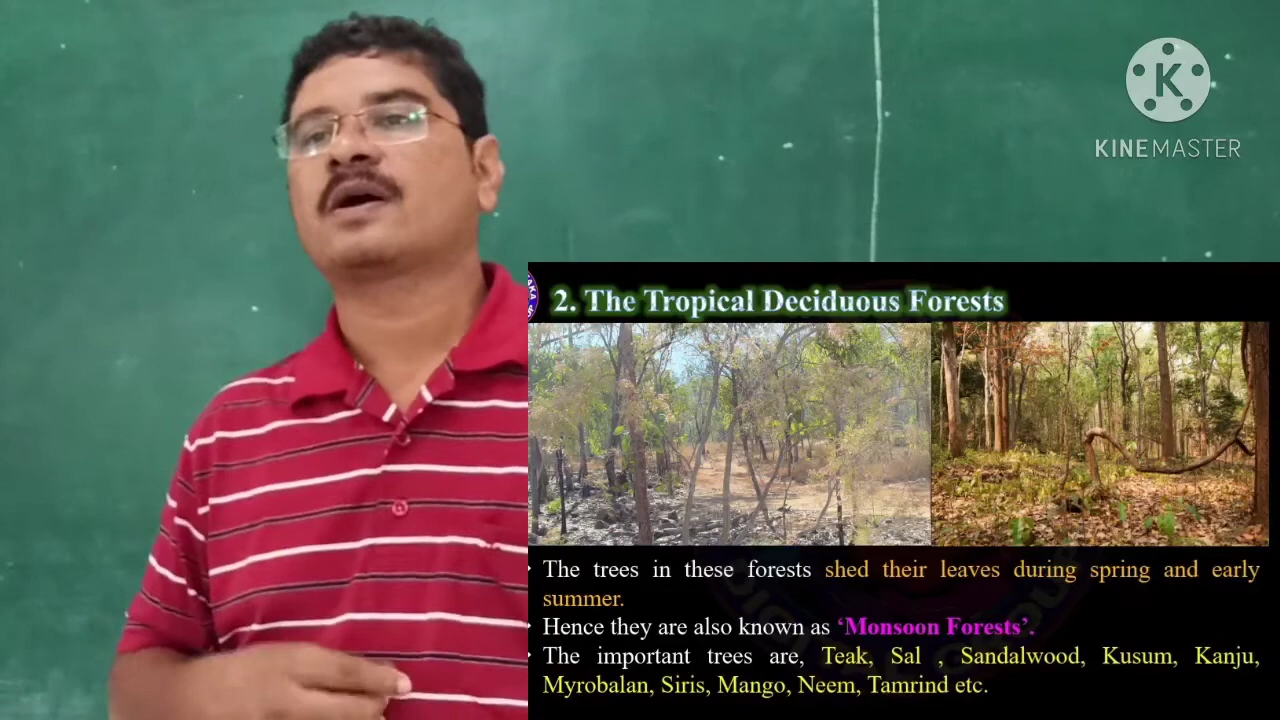 K
KINEMASTER
2. The Tropical Deciduous Forests
The trees in these forests shed their leaves during spring and early
summer.
Hence they are also known as ‘Monsoon Forests’.
The important trees are, Teak, Sal , Sandalwood, Kusum, Kanju,
Myrobalan, Siris, Mango, Neem, Tamrind etc.